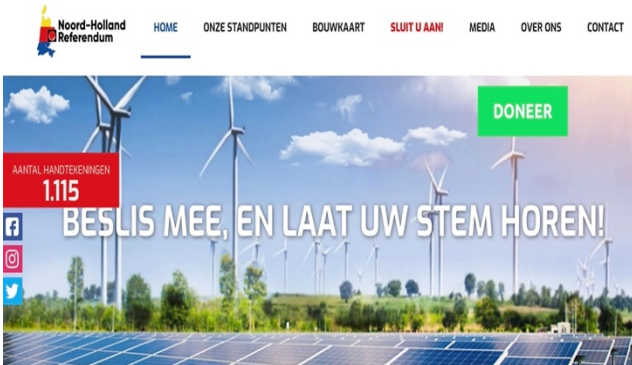 Noord-Holland
Referendum
HOME
ONZE STANDPUNTEN
BOUWKAART
SLUIT U AAN!
MEDIA
OVER ONS
CONTACT
DONEER
AANTAL HANDTEKENINGEN
1.115
BESLIS MEE, EN LAAT UW STEM HOREN!